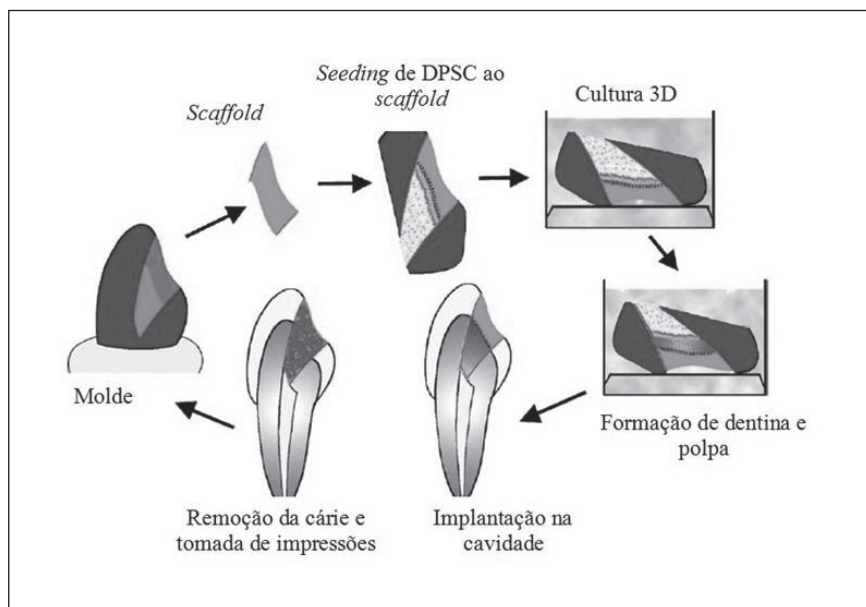 Scaffold
Seeding de DPSC ao
scaffold
Cultura 3D
Formação de dentina e
polpa
Implantação na
cavidade
Remoção da cárie e
tomada de impressões
Molde